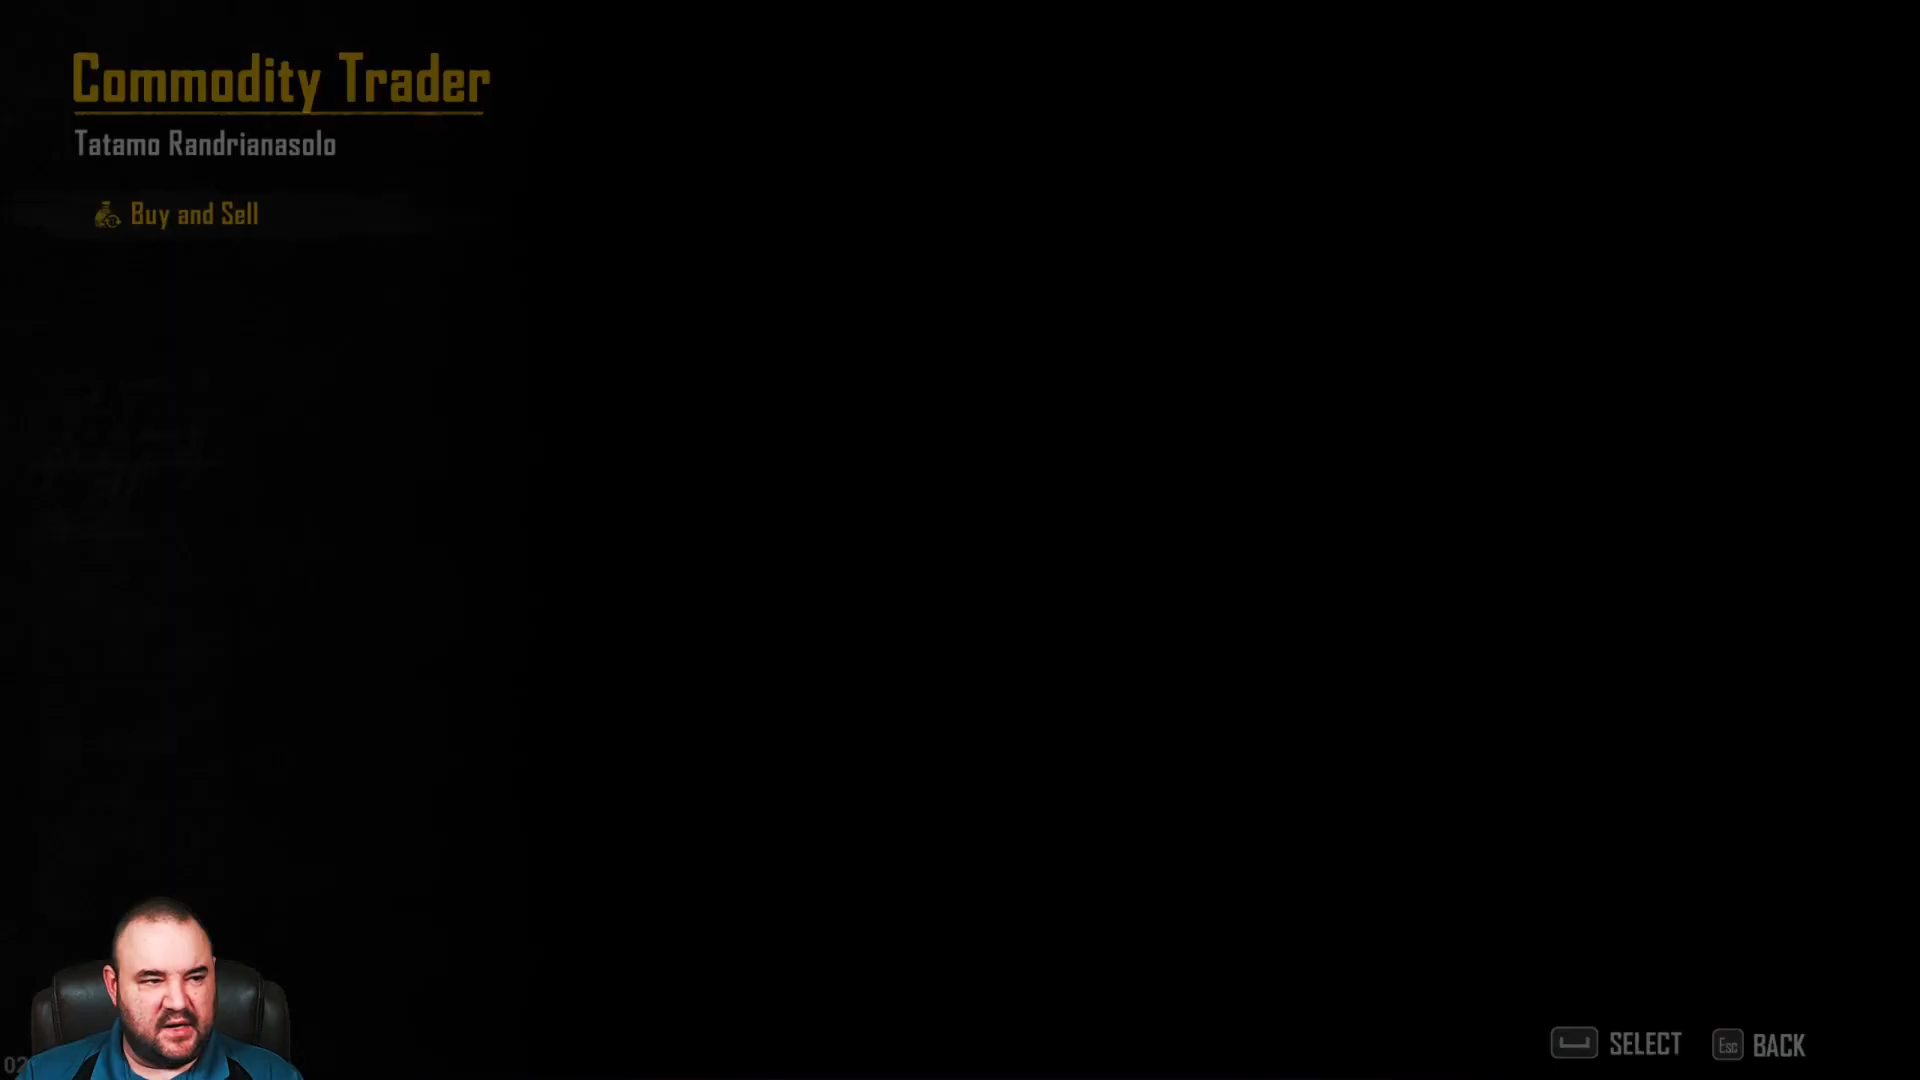 Commodity Trader
Tatamo Randrianasolo
Buy and Sell
SELECT
Esc BACK